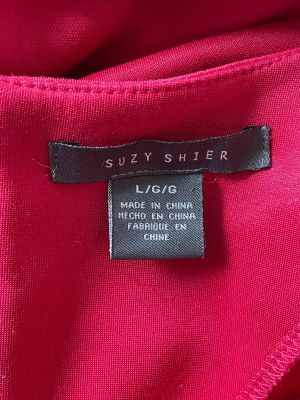 SUZY SHIER
L/G/G
MADE IN CHINA
HECHO EN CHINA
FABRIQUE EN
CHINE